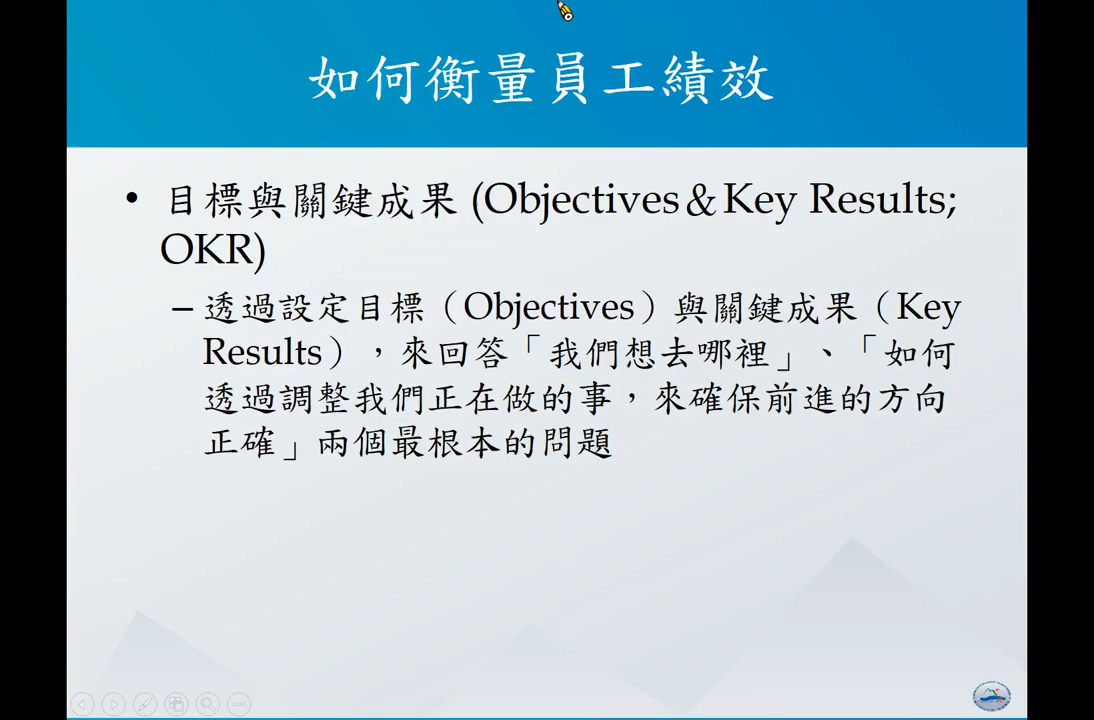 如何衡量員工績效
• 目標與關鍵成果 (Objectives＆Key Results;
OKR)
– 透過設定目標（Objectives）與關鍵成果（Key
Results），來回答「我們想去哪裡」、「如何
透過調整我們正在做的事，來確保前進的方向
正確」兩個最根本的問題